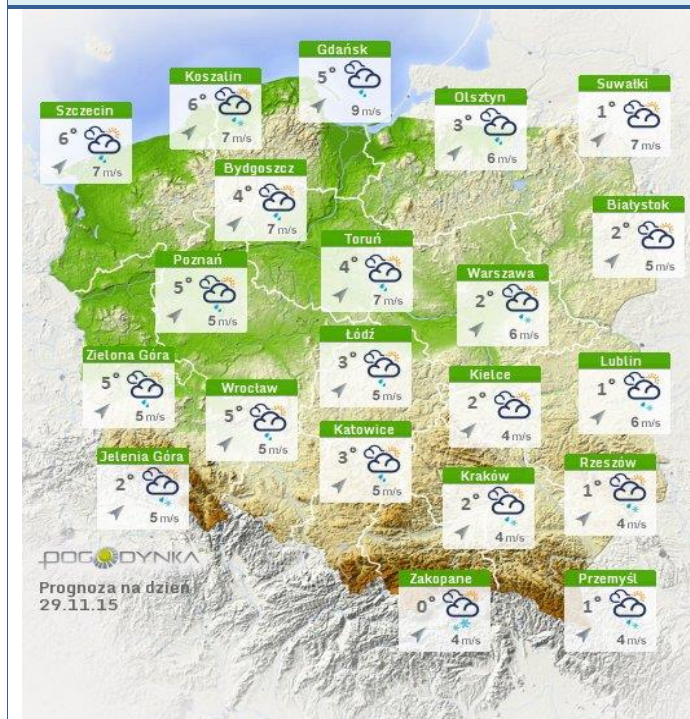 Gdańsk
5°
9 m/s
Koszalin
6°
7 m/s
Suwałki
1°
7 m/s
Olsztyn
3°
6 m/s
Szczecin
6°
7 m/s
Bydgoszcz
4°
7 m/s
Białystok
2°
5 m/s
Toruń
4°
7 m/s
Poznań
5°
5 m/s
Warszawa
2°
6 m/s
Łódź
3°
5 m/s
Zielona Góra
5°
5 m/s
Lublin
1°
6 m/s
Kielce
2°
4 m/s
Wrocław
5°
5 m/s
Katowice
3°
5 m/s
Jelenia Góra
2°
5 m/s
Rzeszów
1°
4 m/s
Kraków
2°
4 m/s
POGODYNKA
Prognoza na dzień
29.11.15
Zakopane
0°
4 m/s
Przemyśl
1°
4 m/s